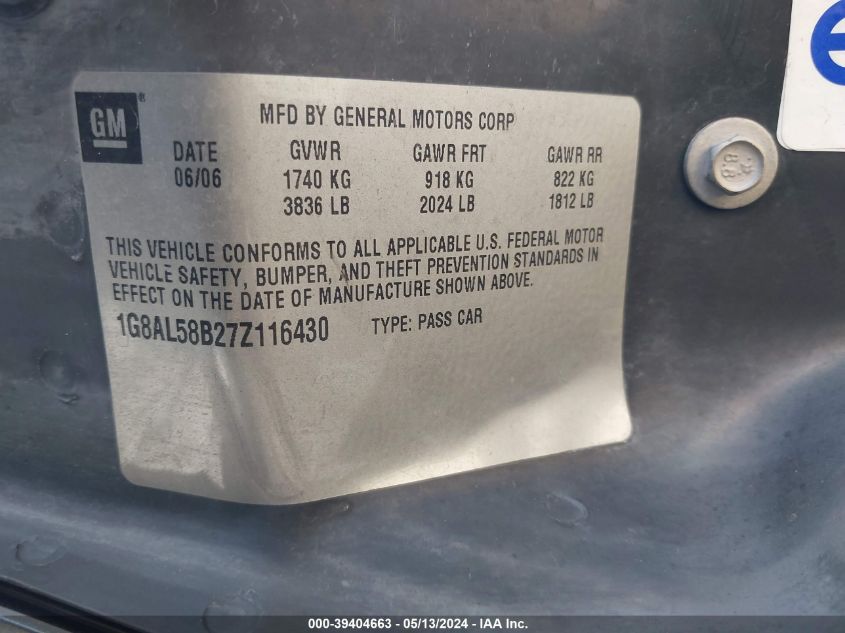 GM
MFD BY GENERAL MOTORS CORP
DATE GVWR GAWR FRT GAWR RR
06/06 1740 KG 918 KG 822 KG
3836 LB 2024 LB 1812 LB
THIS VEHICLE CONFORMS TO ALL APPLICABLE U.S. FEDERAL MOTOR
VEHICLE SAFETY, BUMPER, AND THEFT PREVENTION STANDARDS IN
EFFECT ON THE DATE OF MANUFACTURE SHOWN ABOVE.
1G8AL58B27Z116430 TYPE: PASS CAR
000-39404663 - 05/13/2024 - IAA Inc.